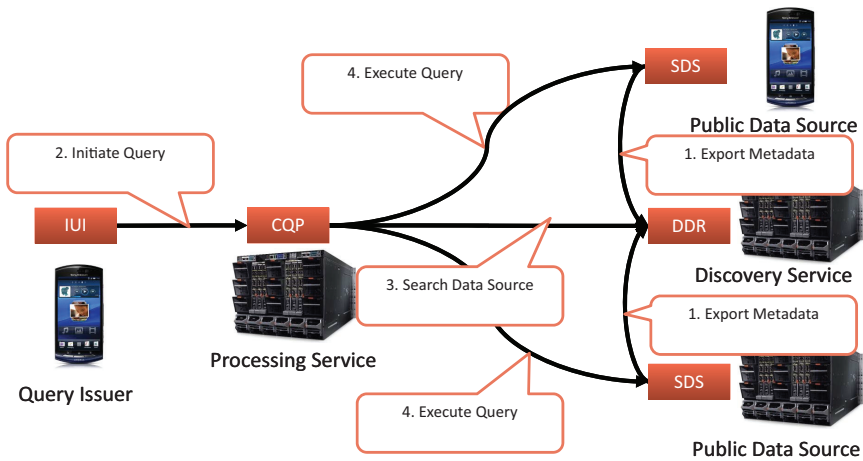 4. Execute Query
SDS
Public Data Source
2. Initiate Query
1. Export Metadata
IUI
CQP
DDR
Discovery Service
3. Search Data Source
1. Export Metadata
Processing Service
SDS
Query Issuer
4. Execute Query
Public Data Source